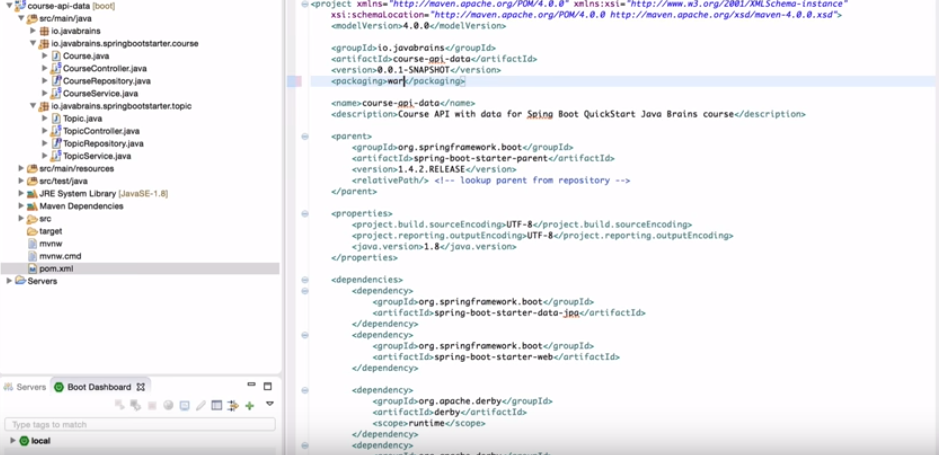 course-api-data [boot]
src/main/java
io.javabrains
io.javabrains.springbootstarter.course
Course.java
CourseController.java
CourseRepository.java
CourseService.java
io.javabrains.springbootstarter.topic
Topic.java
TopicController.java
TopicRepository.java
TopicService.java
src/main/resources
src/test/java
JRE System Library [JavaSE-1.8]
Maven Dependencies
src
target
mvnw
mvnw.cmd
pom.xml
Servers
Servers Boot Dashboard
Type tags to match
local
<project xmlns="http://maven.apache.org/POM/4.0.0" xmlns:xsi="http://www.w3.org/2001/XMLSchema-instance"
xsi:schemaLocation="http://maven.apache.org/POM/4.0.0 http://maven.apache.org/xsd/maven-4.0.0.xsd">
<modelVersion>4.0.0</modelVersion>
<groupId>io.javabrains</groupId>
<artifactId>course-api-data</artifactId>
<version>0.0.1-SNAPSHOT</version>
<packaging>war</packaging>
<name>course-api-data</name>
<description>Course API with data for Sping Boot QuickStart Java Brains course</description>
<parent>
<groupId>org.springframework.boot</groupId>
<artifactId>spring-boot-starter-parent</artifactId>
<version>1.4.2.RELEASE</version>
<relativePath/> <!-- lookup parent from repository -->
</parent>
<properties>
<project.build.sourceEncoding>UTF-8</project.build.sourceEncoding>
<project.reporting.outputEncoding>UTF-8</project.reporting.outputEncoding>
<java.version>1.8</java.version>
</properties>
<dependencies>
<dependency>
<groupId>org.springframework.boot</groupId>
<artifactId>spring-boot-starter-data-jpa</artifactId>
</dependency>
<dependency>
<groupId>org.springframework.boot</groupId>
<artifactId>spring-boot-starter-web</artifactId>
</dependency>
<dependency>
<groupId>org.apache.derby</groupId>
<artifactId>derby</artifactId>
<scope>runtime</scope>
</dependency>
<dependency>